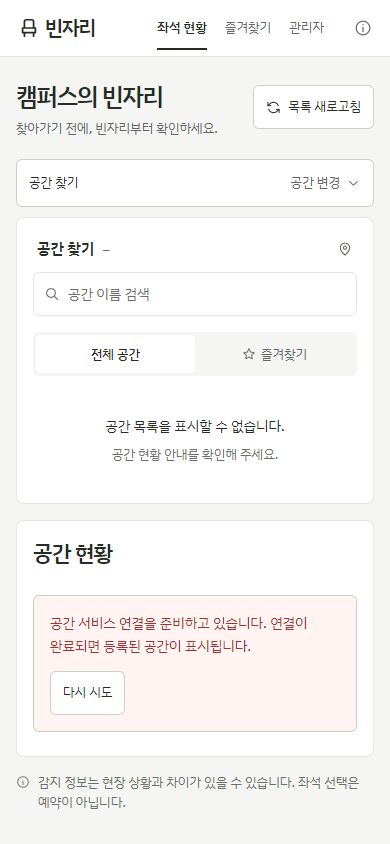 빈자리
좌석 현황
즐겨찾기
관리자
캠퍼스의 빈자리
찾아가기 전에, 빈자리부터 확인하세요.
목록 새로고침
공간 찾기
공간 변경
공간 찾기 –
공간 이름 검색
전체 공간
즐겨찾기
공간 목록을 표시할 수 없습니다.
공간 현황 안내를 확인해 주세요.
공간 현황
공간 서비스 연결을 준비하고 있습니다. 연결이
완료되면 등록된 공간이 표시됩니다.
다시 시도
감지 정보는 현장 상황과 차이가 있을 수 있습니다. 좌석 선택은
예약이 아닙니다.